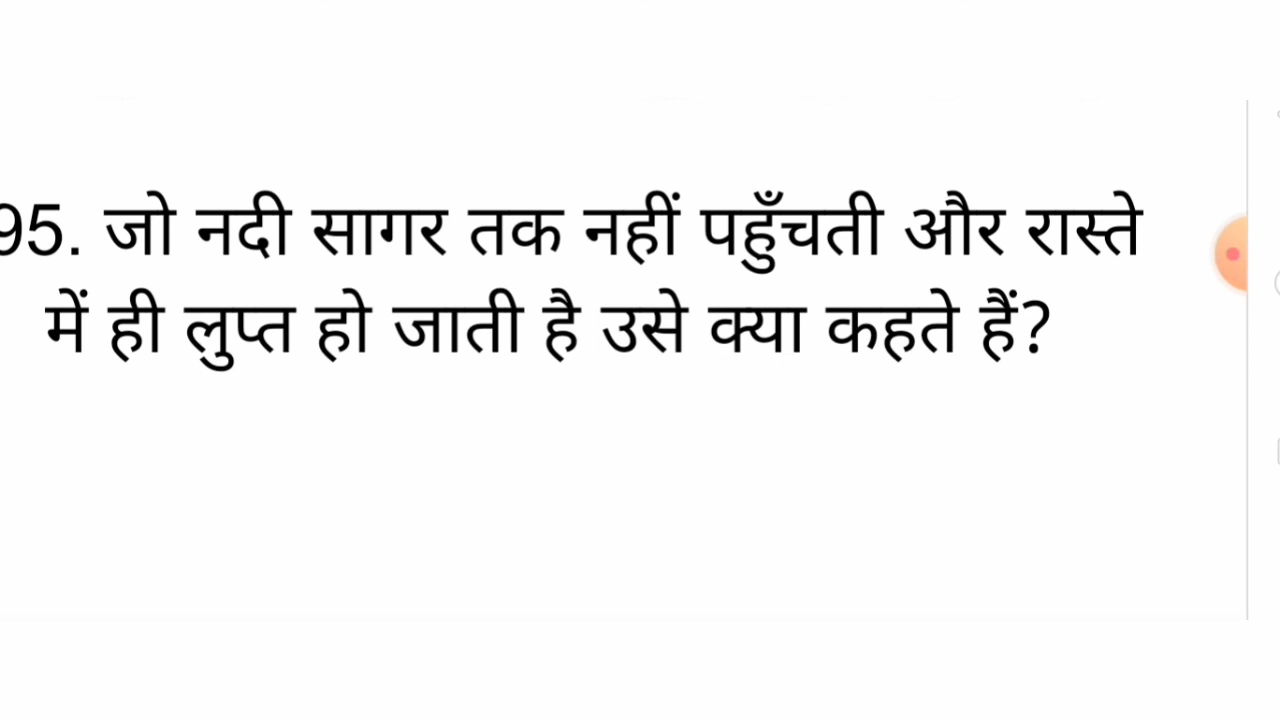 95. जो नदी सागर तक नहीं पहुँचती और रास्ते
में ही लुप्त हो जाती है उसे क्या कहते हैं?